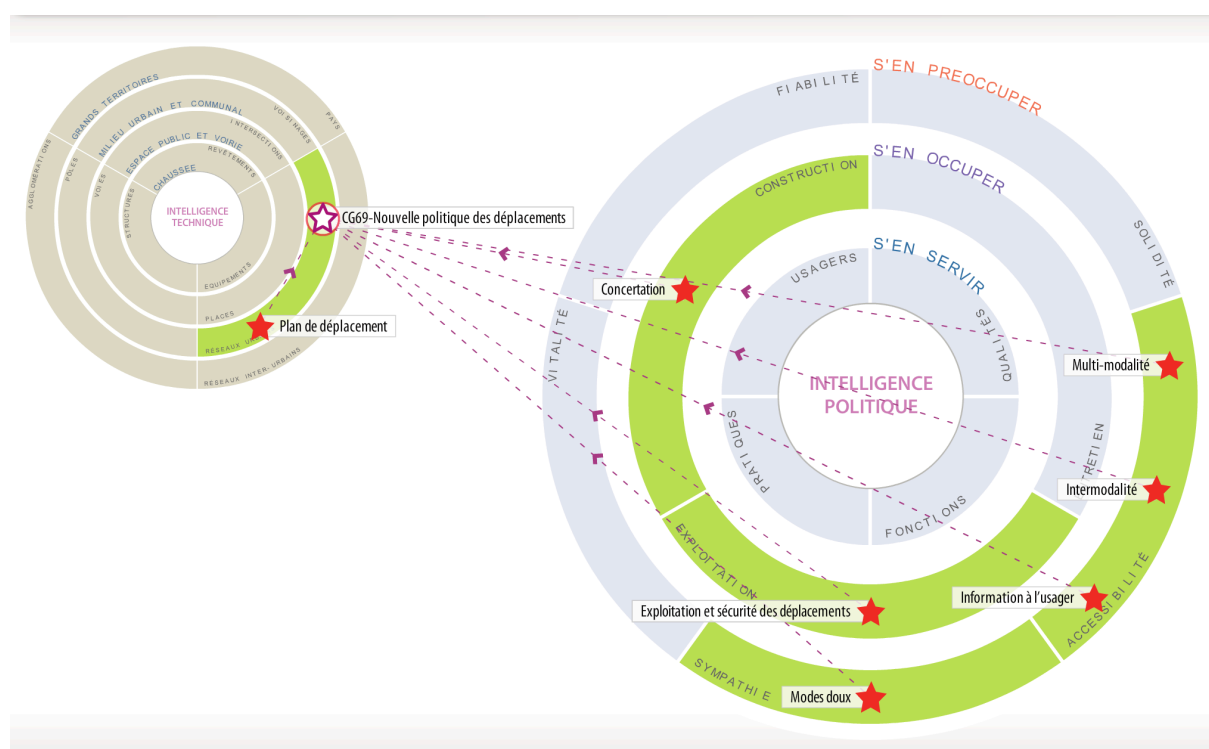 GRANDS TERRITOIRES
PAYS
AGGLOMÉRATIONS
RÉSEAUX INTER-URBAINS
MILIEU URBAIN ET COMMUNAL
VOISINAGES
PÔLES
RÉSEAUX
ESPACE PUBLIC ET VOIRIE
INTERSECTIONS
VOIES
PLACES
CHAUSSEE
REVÊTEMENTS
STRUCTURES
EQUIPEMENTS
INTELLIGENCE
TECHNIQUE
CG69-Nouvelle politique des déplacements
Plan de déplacement
S'EN PREOCCUPER
FIABILITÉ
SOLIDITÉ
VITALITÉ
ACCESSIBILITÉ
SYMPATHIE
S'EN OCCUPER
CONSTRUCTION
EXPLOITATION
S'EN SERVIR
USAGERS
QUALITÉS
PRATIQUES
FONCTIONS
INTELLIGENCE
POLITIQUE
Concertation
Multi-modalité
Intermodalité
Information à l'usager
Exploitation et sécurité des déplacements
Modes doux